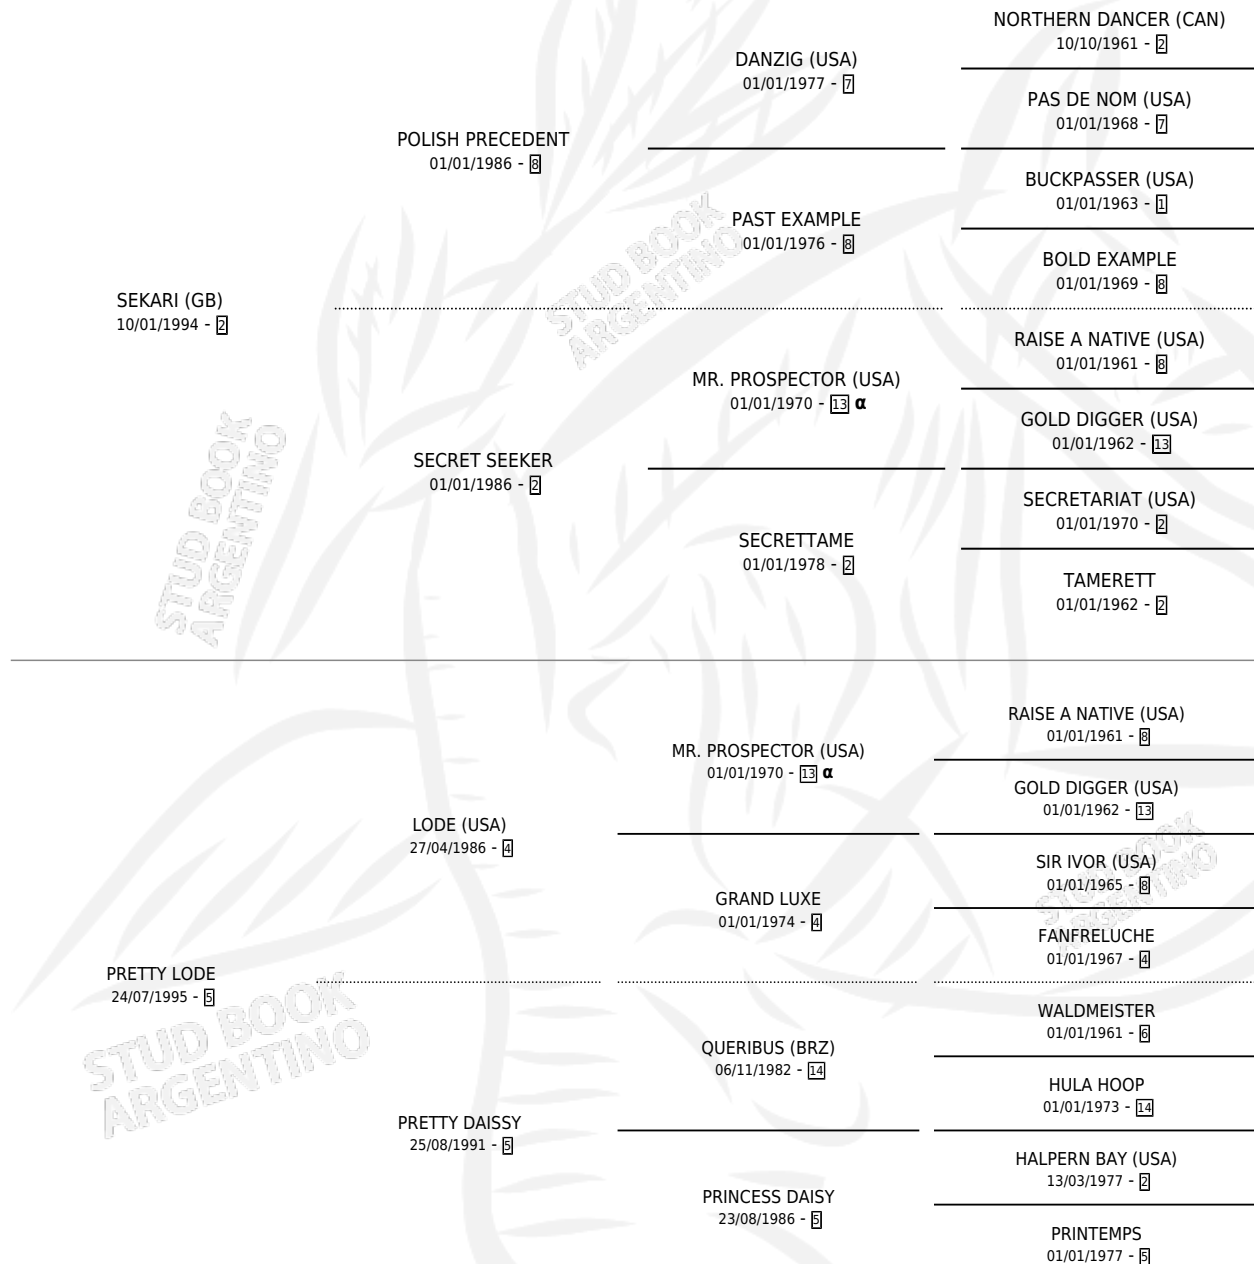 NORTHERN DANCER (CAN)
10/10/1961 - 2
DANZIG (USA)
01/01/1977 - 7
PAS DE NOM (USA)
01/01/1968 - 7
POLISH PRECEDENT
01/01/1986 - 8
BUCKPASSER (USA)
01/01/1963 - 1
PAST EXAMPLE
01/01/1976 - 8
BOLD EXAMPLE
01/01/1969 - 8
SEKARI (GB)
10/01/1994 - 2
RAISE A NATIVE (USA)
01/01/1961 - 8
MR. PROSPECTOR (USA)
01/01/1970 - 13 α
GOLD DIGGER (USA)
01/01/1962 - 13
SECRET SEEKER
01/01/1986 - 2
SECRETARIAT (USA)
01/01/1970 - 2
SECRETTAME
01/01/1978 - 2
TAMERETT
01/01/1962 - 2
RAISE A NATIVE (USA)
01/01/1961 - 8
MR. PROSPECTOR (USA)
01/01/1970 - 13 α
GOLD DIGGER (USA)
01/01/1962 - 13
LODE (USA)
27/04/1986 - 4
SIR IVOR (USA)
01/01/1965 - 8
GRAND LUXE
01/01/1974 - 4
FANFRELUCHE
01/01/1967 - 4
PRETTY LODE
24/07/1995 - 5
WALDMEISTER
01/01/1961 - 6
QUERIBUS (BRZ)
06/11/1982 - 14
HULA HOOP
01/01/1973 - 14
PRETTY DAISSY
25/08/1991 - 5
HALPERN BAY (USA)
13/03/1977 - 2
PRINCESS DAISY
23/08/1986 - 5
PRINTEMPS
01/01/1977 - 5
STUD BOOK
ARGENTINO
STUD BOOK
ARGENTINO
STUD BOOK
ARGENTINO
STUD BOOK
ARGENTINO